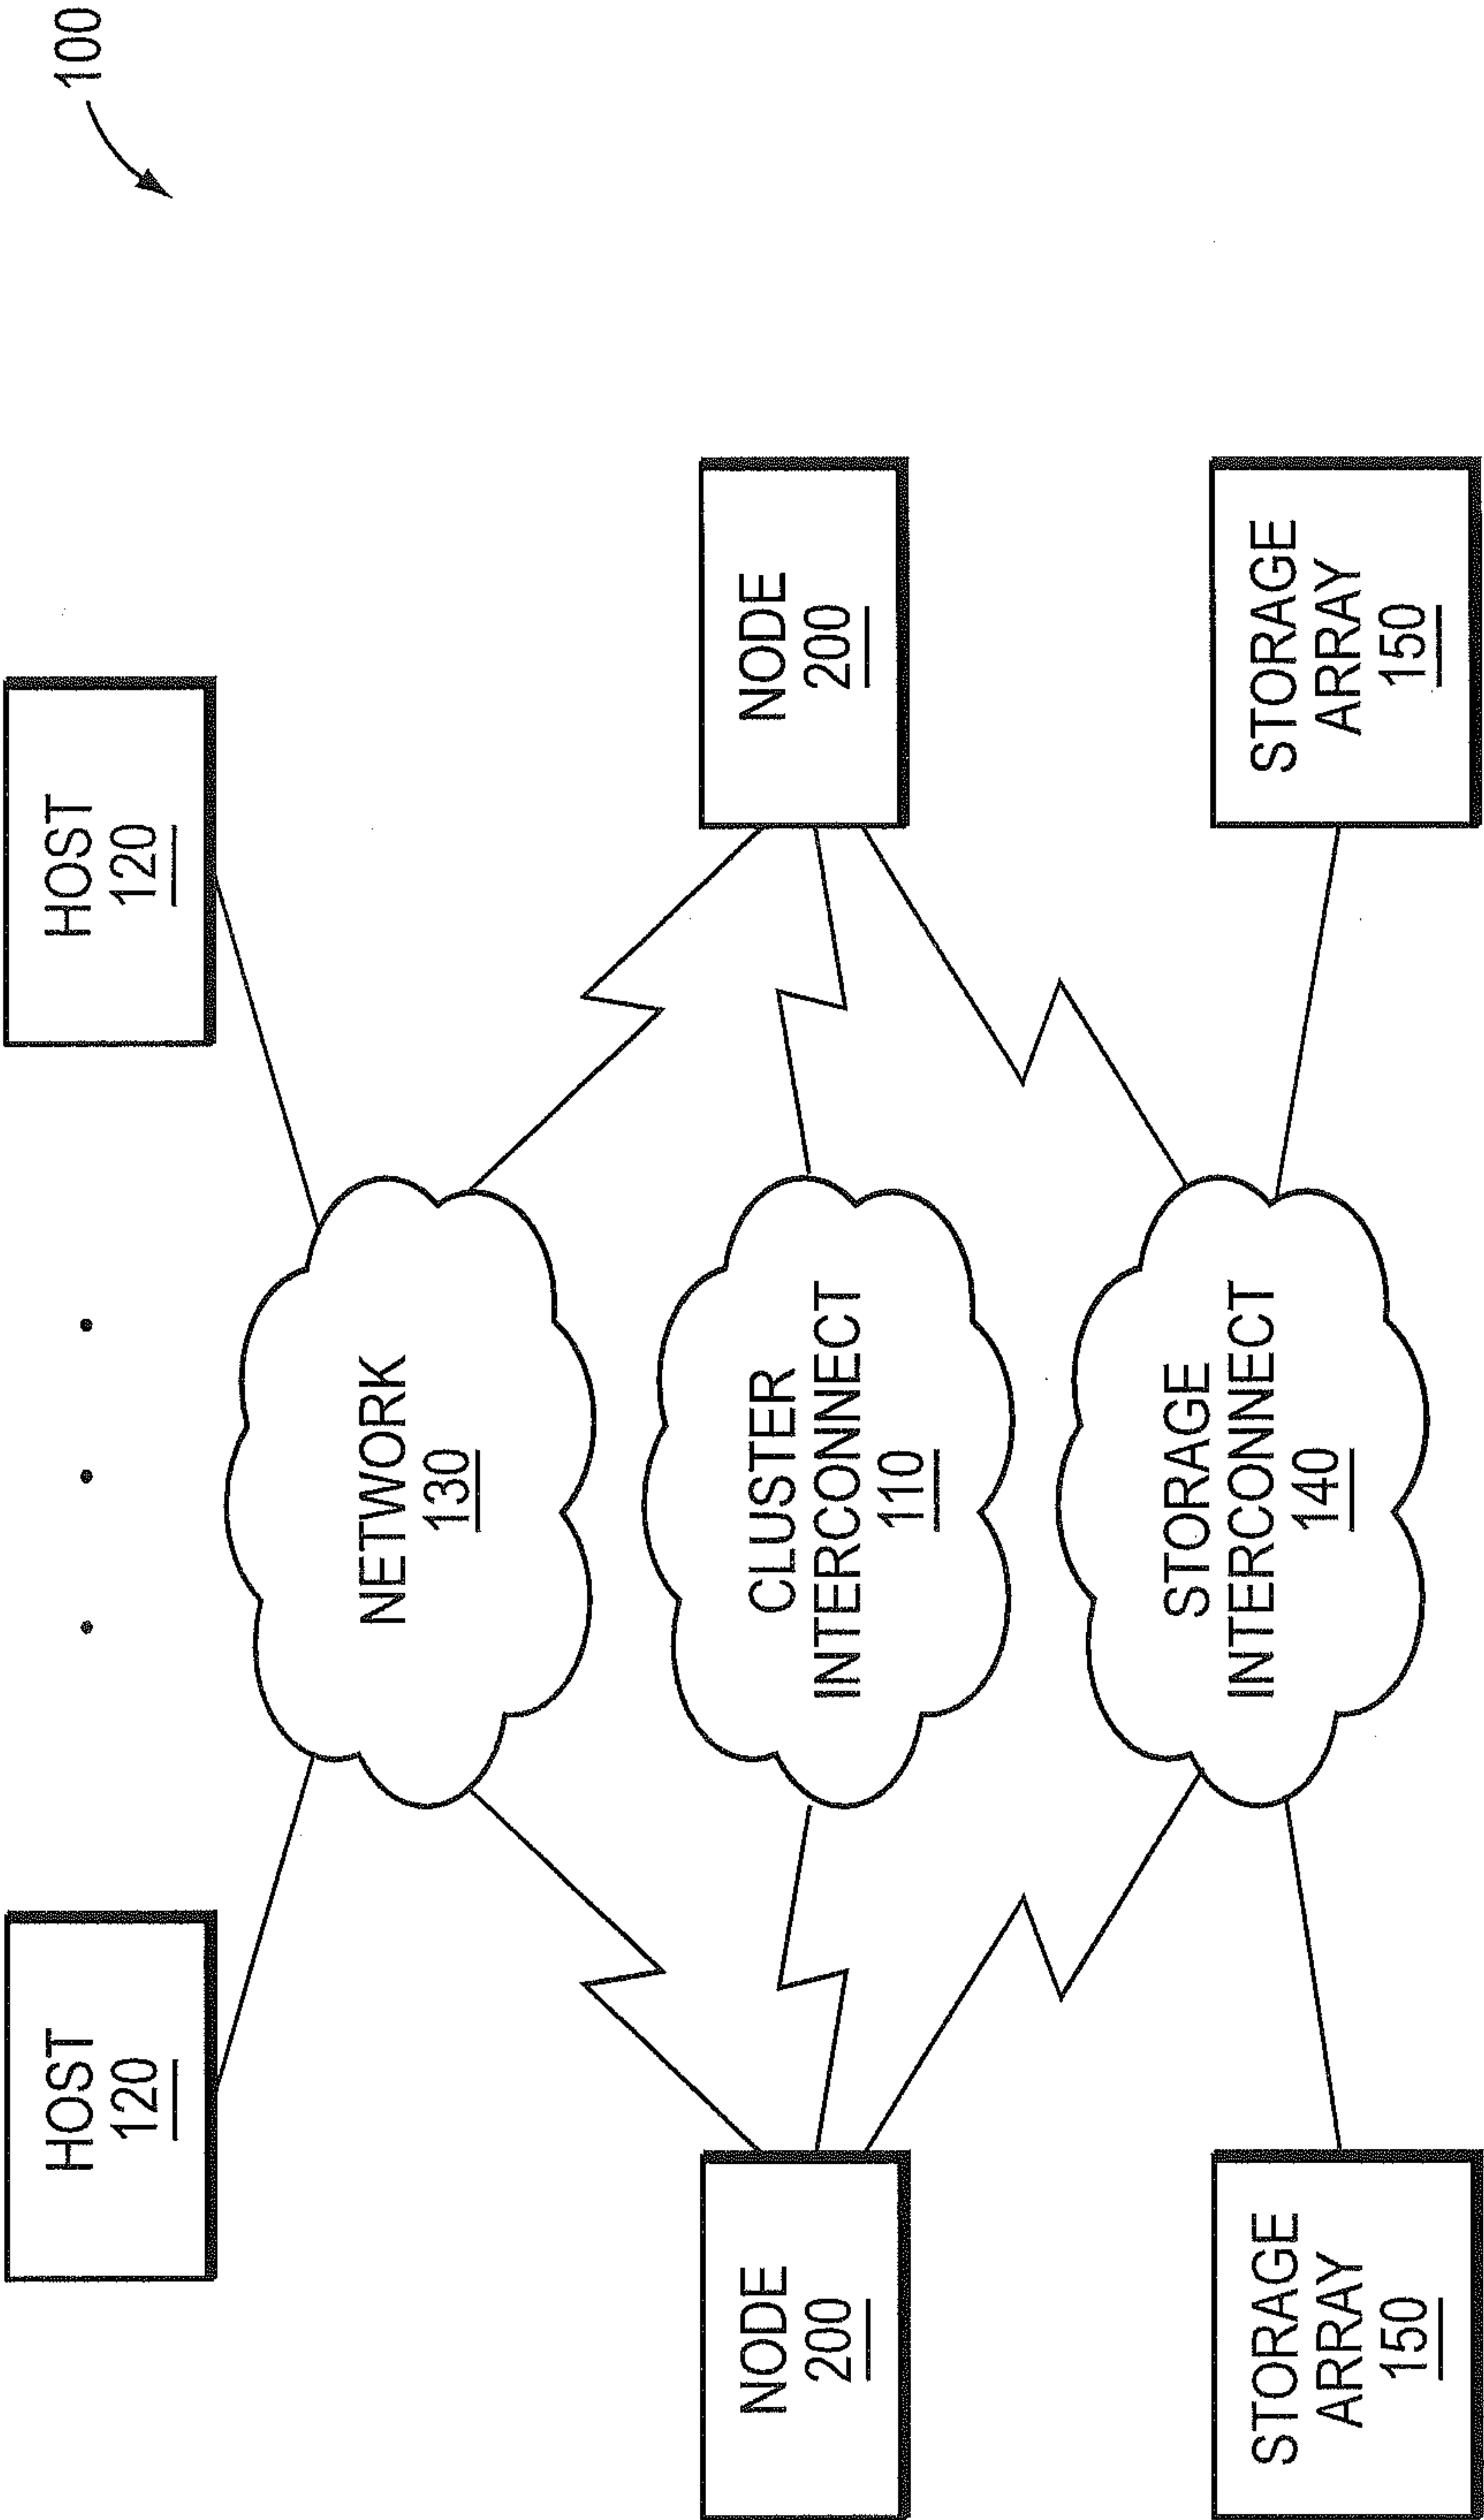 100
HOST
120
HOST
120
NETWORK
130
NODE
200
CLUSTER
INTERCONNECT
110
NODE
200
STORAGE
INTERCONNECT
140
STORAGE
ARRAY
150
STORAGE
ARRAY
150